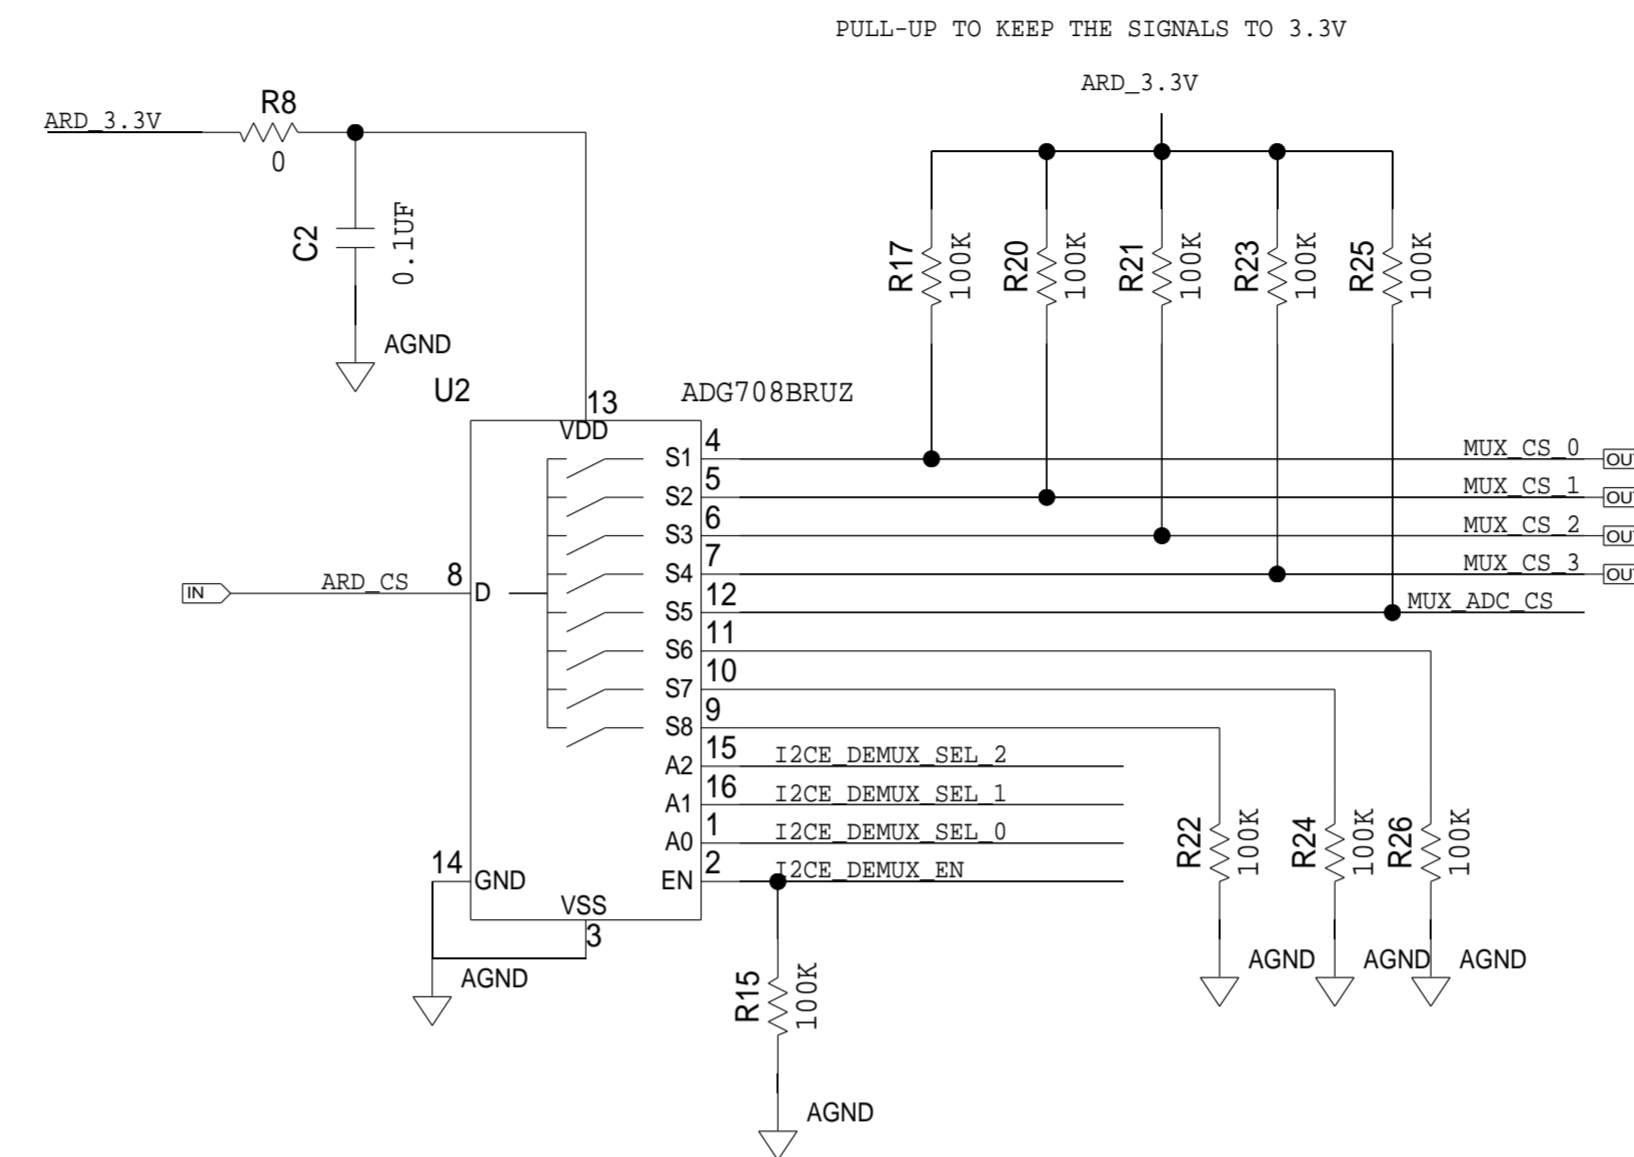 PULL-UP TO KEEP THE SIGNALS TO 3.3V
ARD_3.3V
ARD_3.3V
R8
0
C2
0.1UF
AGND
R17
100K
R20
100K
R21
100K
R23
100K
R25
100K
U2
ADG708BRUZ
13
VDD
S1
4
MUX_CS_0
OU
S2
5
MUX_CS_1
OU
S3
6
MUX_CS_2
OU
S4
7
MUX_CS_3
OU
IN
ARD_CS
8
D
S5
12
MUX_ADC_CS
S6
11
S7
10
S8
9
A2
15
I2CE_DEMUX_SEL_2
A1
16
I2CE_DEMUX_SEL_1
A0
1
I2CE_DEMUX_SEL_0
EN
2
I2CE_DEMUX_EN
14
GND
VSS
3
AGND
R22
100K
R24
100K
R26
100K
AGND
AGND
AGND
R15
100K
AGND